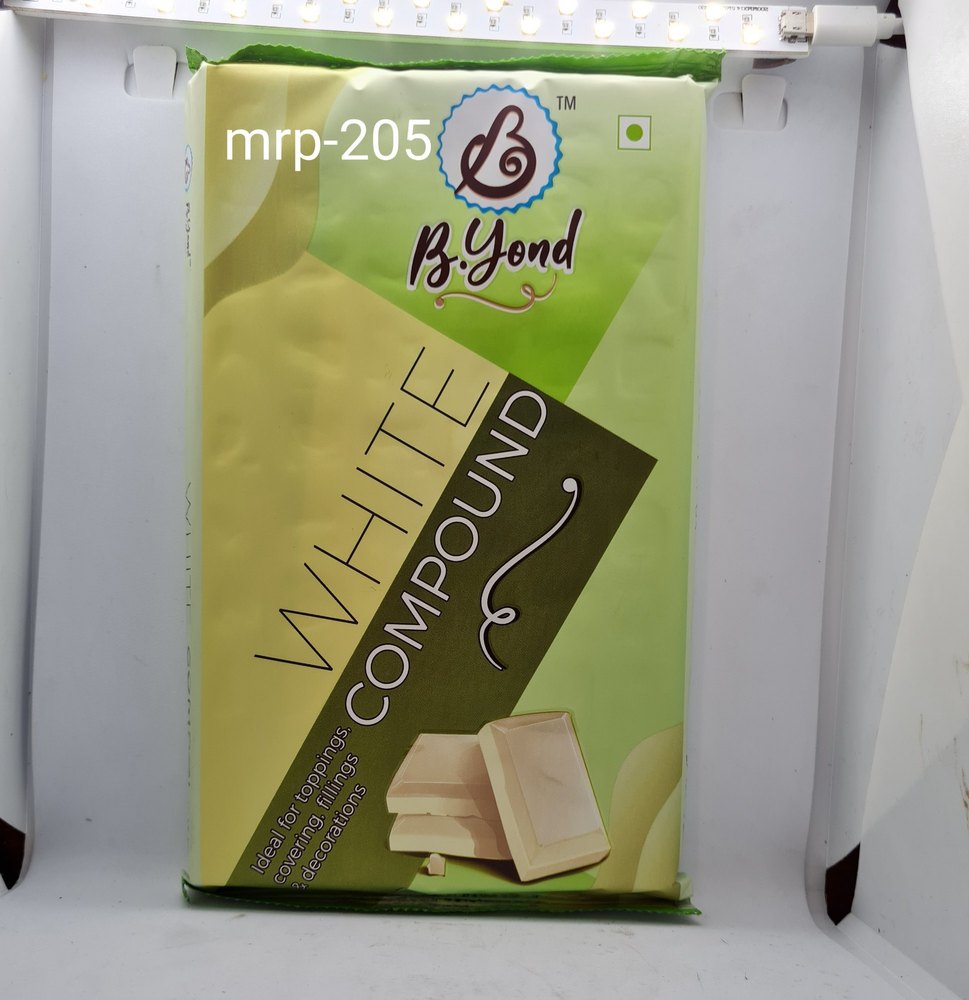 mrp-205
TM
B.Yond
WHITE
COMPOUND
Ideal for toppings,
covering, fillings
& decorations